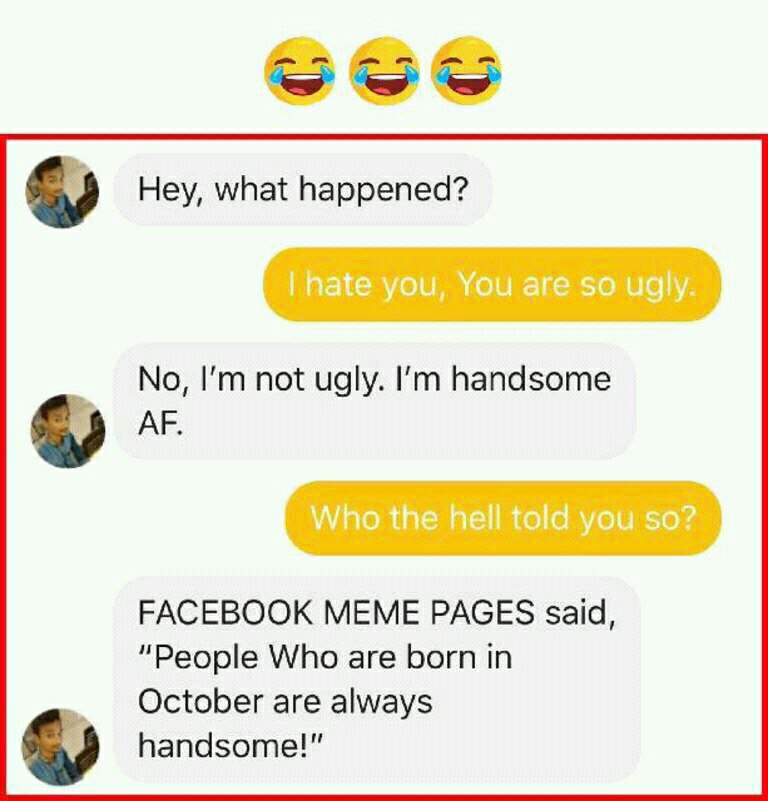 Hey, what happened?
I hate you, You are so ugly.
No, I'm not ugly. I'm handsome
AF.
Who the hell told you so?
FACEBOOK MEME PAGES said,
"People Who are born in
October are always
handsome!"